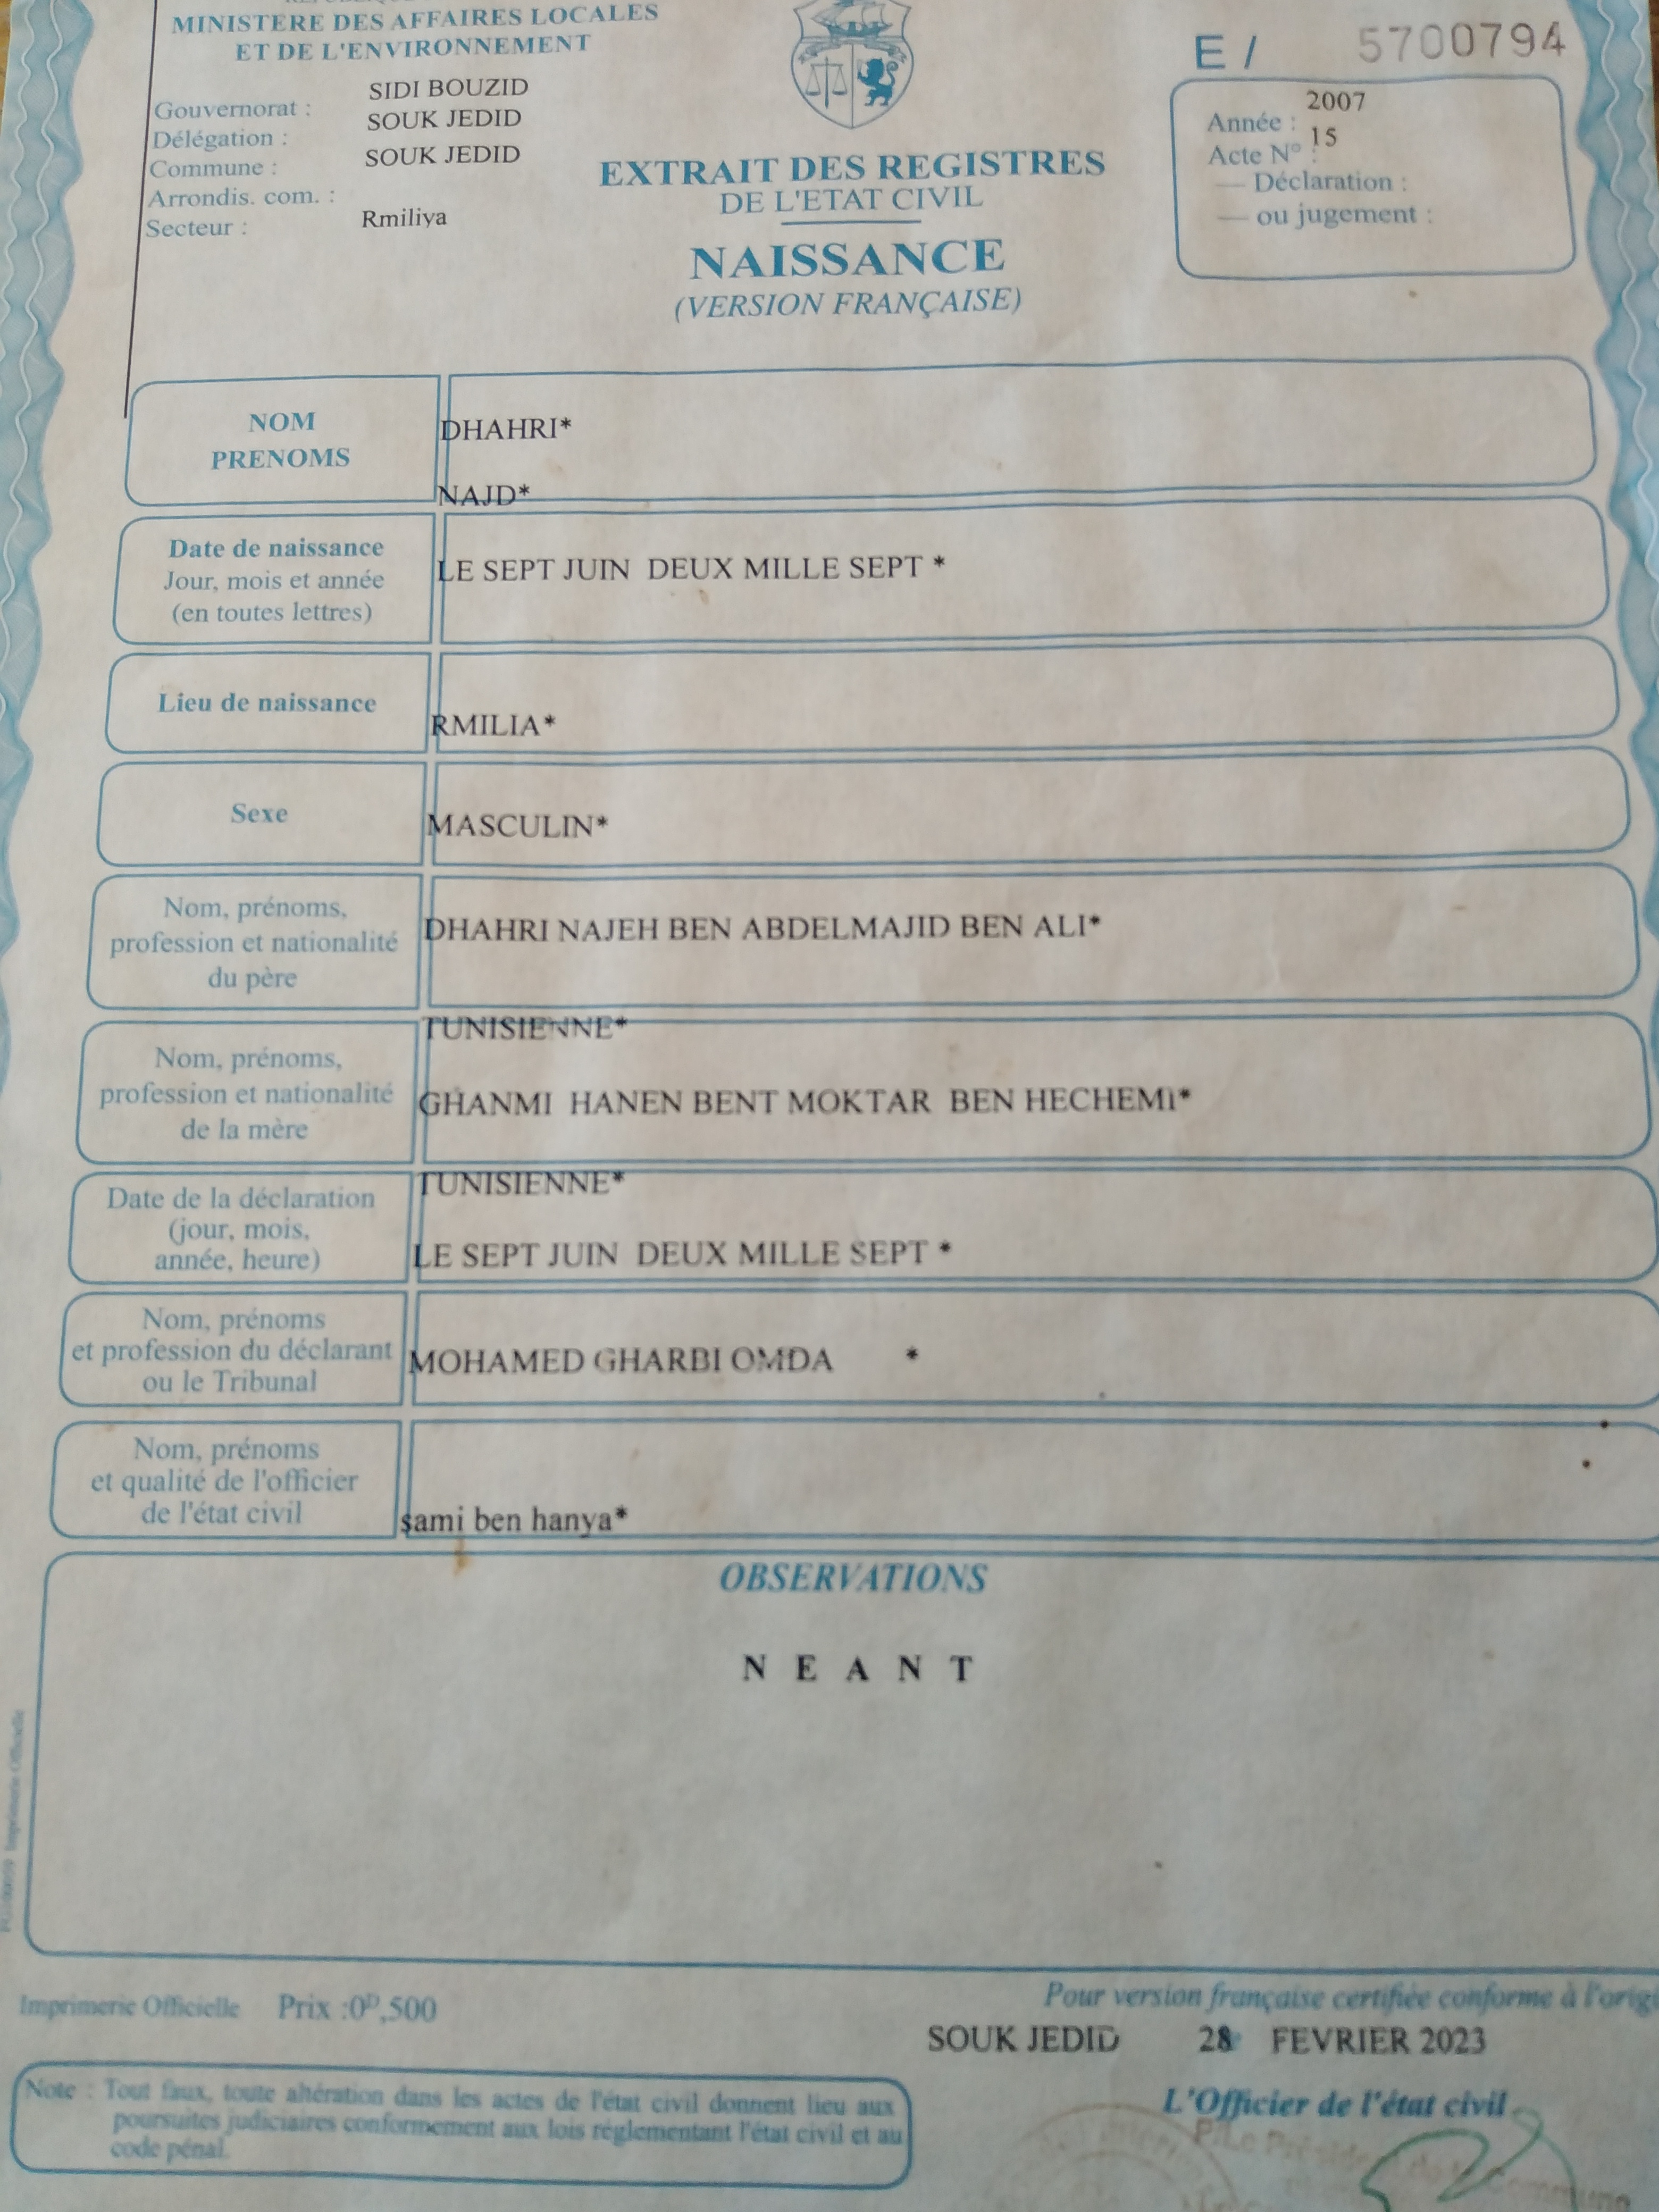 MINISTERE DES AFFAIRES LOCALES
ET DE L'ENVIRONNEMENT
Gouvernorat : SIDI BOUZID
Délégation : SOUK JEDID
Commune : SOUK JEDID
Arrondis. com. :
Secteur : Rmiliya
E / 5700794
Année : 2007
Acte N° : 15
— Déclaration :
— ou jugement :
EXTRAIT DES REGISTRES
DE L'ETAT CIVIL
NAISSANCE
(VERSION FRANÇAISE)
NOM
PRENOMS
DHAHRI*
NAJD*
Date de naissance
Jour, mois et année
(en toutes lettres)
LE SEPT JUIN DEUX MILLE SEPT *
Lieu de naissance
RMILIA*
Sexe
MASCULIN*
Nom, prénoms,
profession et nationalité
du père
DHAHRI NAJEH BEN ABDELMAJID BEN ALI*
TUNISIENNE*
Nom, prénoms,
profession et nationalité
de la mère
GHANMI HANEN BENT MOKTAR BEN HECHEMI*
TUNISIENNE*
Date de la déclaration
(jour, mois,
année, heure)
LE SEPT JUIN DEUX MILLE SEPT *
Nom, prénoms
et profession du déclarant
ou le Tribunal
MOHAMED GHARBI OMDA *
Nom, prénoms
et qualité de l'officier
de l'état civil
sami ben hanya*
OBSERVATIONS
N E A N T
Imprimerie Officielle
Imprimerie Officielle Prix :0ᴰ,500
Pour version française certifiée conforme à l'orig
SOUK JEDID 28 FEVRIER 2023
L'Officier de l'état civil
P/Le Président de la Commune
Note : Tout faux, toute altération dans les actes de l'état civil donnent lieu aux
poursuites judiciaires conformement aux lois réglementant l'état civil et au
code pénal.